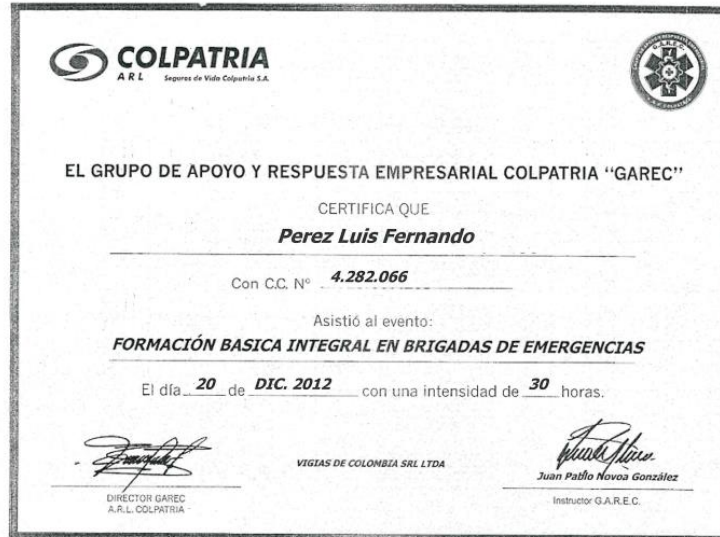 COLPATRIA
ARL Seguros de Vida Colpatria S.A.
G.A.R.E.C.
EL GRUPO DE APOYO Y RESPUESTA EMPRESARIAL COLPATRIA "GAREC"
CERTIFICA QUE
Perez Luis Fernando
Con C.C. Nº 4.282.066
Asistió al evento:
FORMACIÓN BASICA INTEGRAL EN BRIGADAS DE EMERGENCIAS
El día 20 de DIC. 2012 con una intensidad de 30 horas.
VIGIAS DE COLOMBIA SRL LTDA
Juan Pablo Novoa González
DIRECTOR GAREC
A.R.L. COLPATRIA
Instructor G.A.R.E.C.